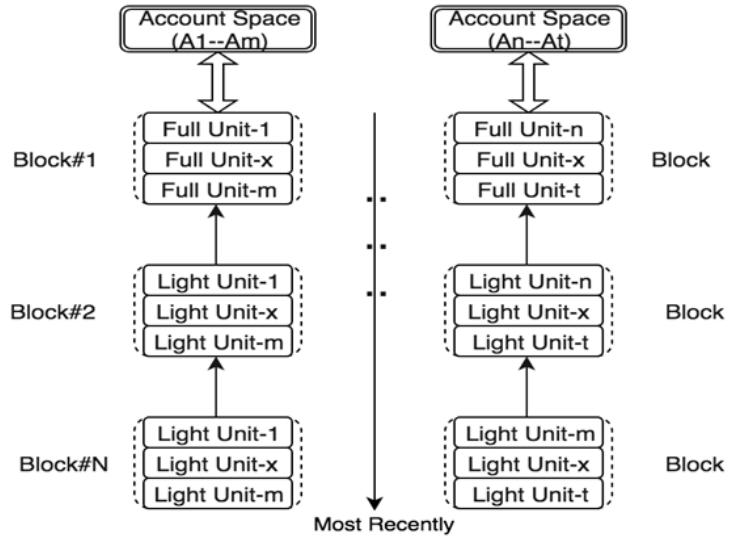 Account Space
(A1--Am)
Account Space
(An--At)
Block#1
Full Unit-1
Full Unit-x
Full Unit-m
Full Unit-n
Full Unit-x
Full Unit-t
Block
Block#2
Light Unit-1
Light Unit-x
Light Unit-m
Light Unit-n
Light Unit-x
Light Unit-t
Block
Block#N
Light Unit-1
Light Unit-x
Light Unit-m
Light Unit-m
Light Unit-x
Light Unit-t
Block
Most Recently